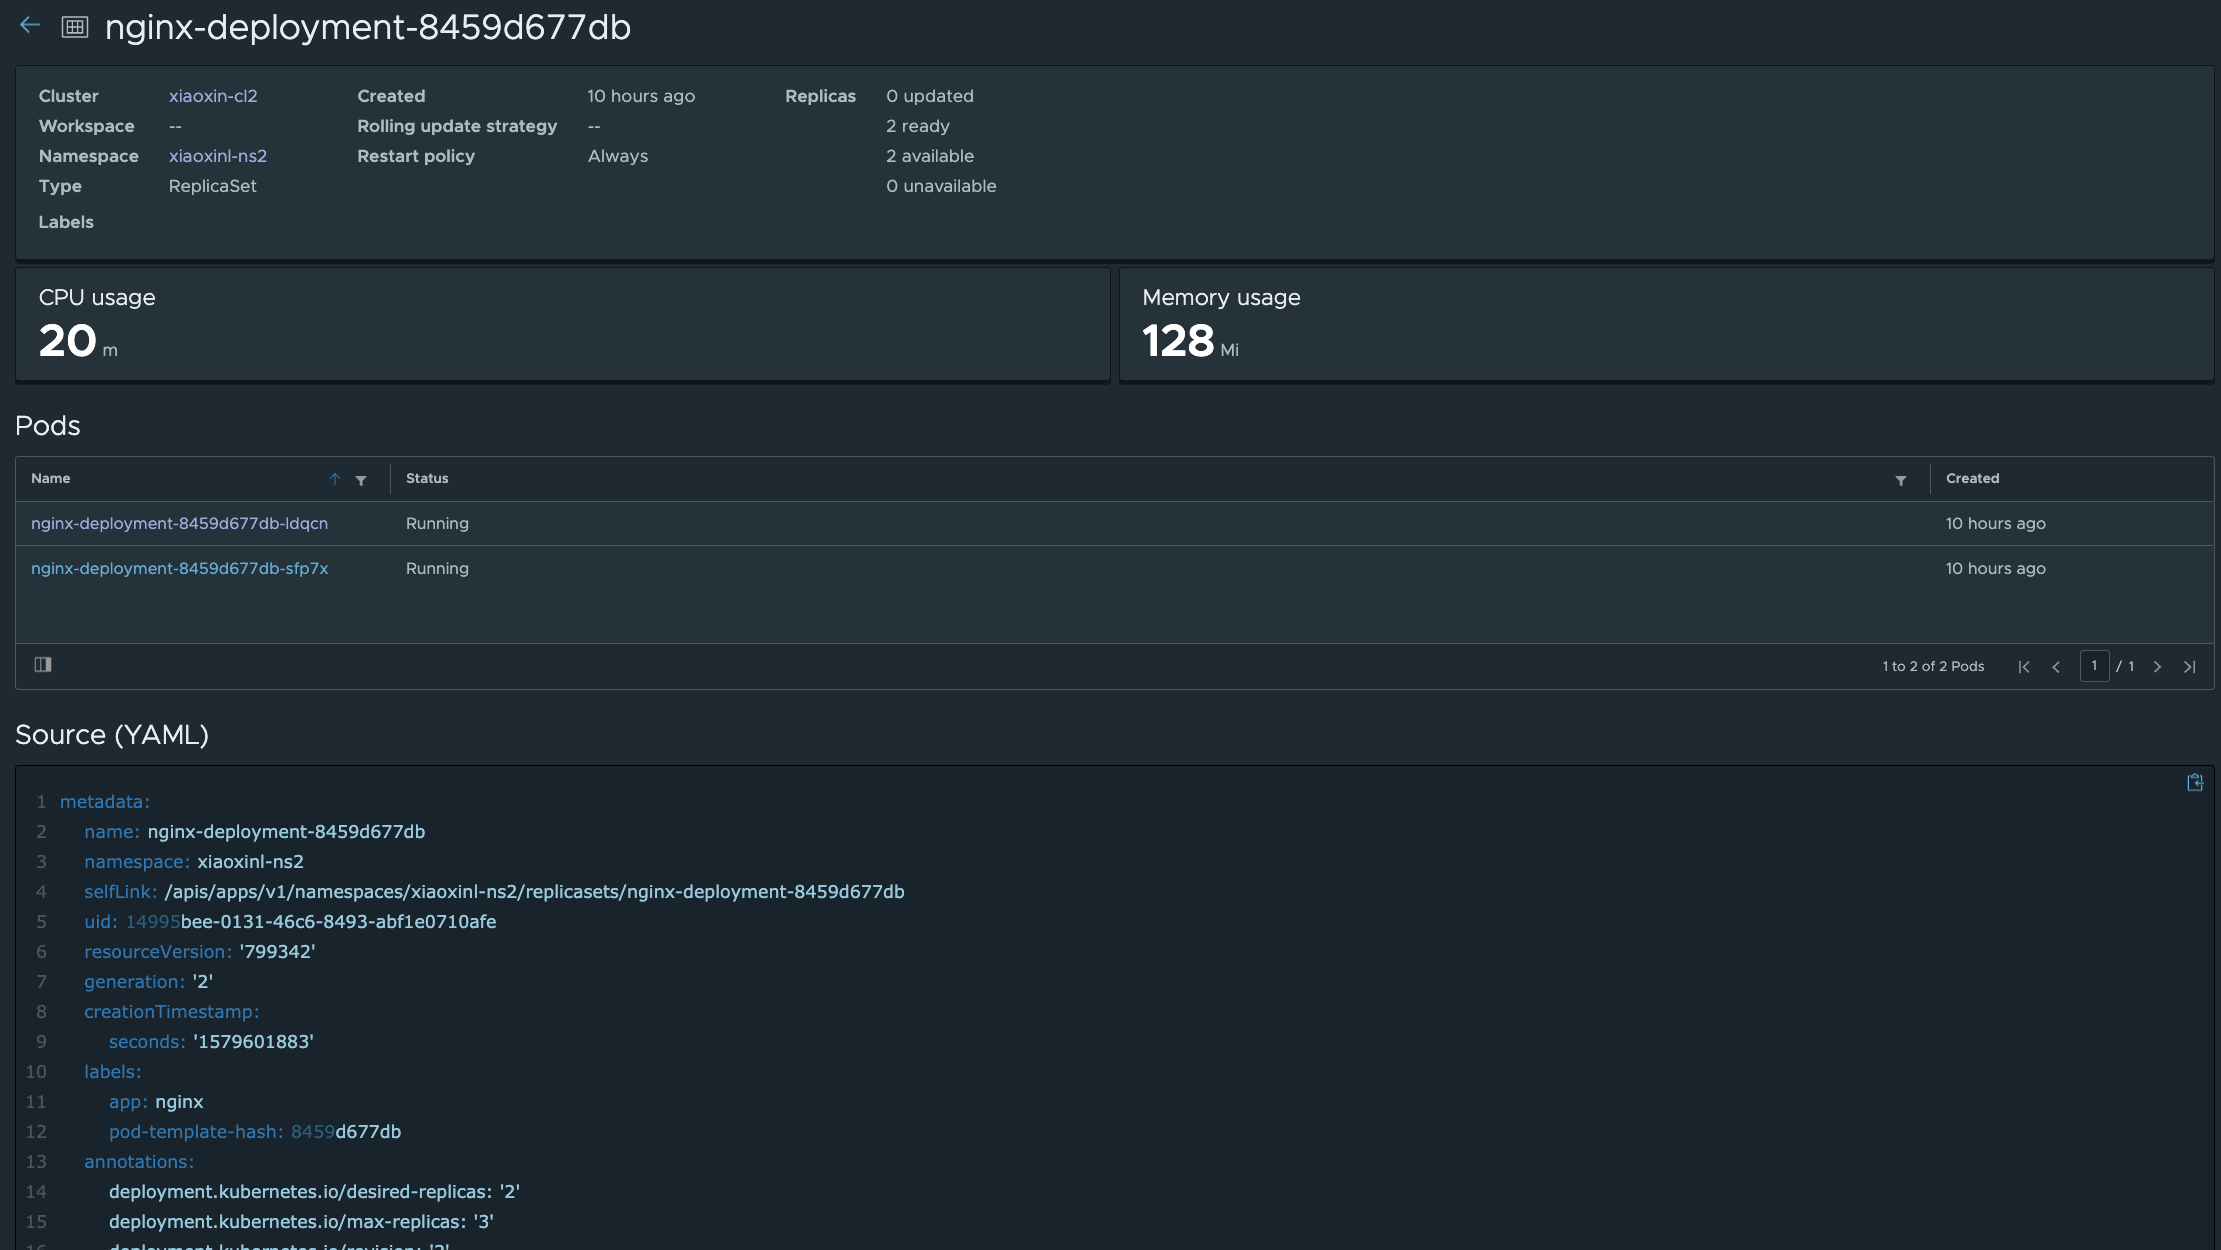 nginx-deployment-8459d677db
Cluster xiaoxin-cl2 Created 10 hours ago Replicas 0 updated
Workspace -- Rolling update strategy -- 2 ready
Namespace xiaoxinl-ns2 Restart policy Always 2 available
Type ReplicaSet 0 unavailable
Labels
CPU usage
20 m
Memory usage
128 Mi
Pods
Name Status Created
nginx-deployment-8459d677db-ldqcn Running 10 hours ago
nginx-deployment-8459d677db-sfp7x Running 10 hours ago
1 to 2 of 2 Pods 1 / 1
Source (YAML)
1 metadata:
2 name: nginx-deployment-8459d677db
3 namespace: xiaoxinl-ns2
4 selfLink: /apis/apps/v1/namespaces/xiaoxinl-ns2/replicasets/nginx-deployment-8459d677db
5 uid: 14995bee-0131-46c6-8493-abf1e0710afe
6 resourceVersion: '799342'
7 generation: '2'
8 creationTimestamp:
9 seconds: '1579601883'
10 labels:
11 app: nginx
12 pod-template-hash: 8459d677db
13 annotations:
14 deployment.kubernetes.io/desired-replicas: '2'
15 deployment.kubernetes.io/max-replicas: '3'
16 deployment.kubernetes.io/revision: